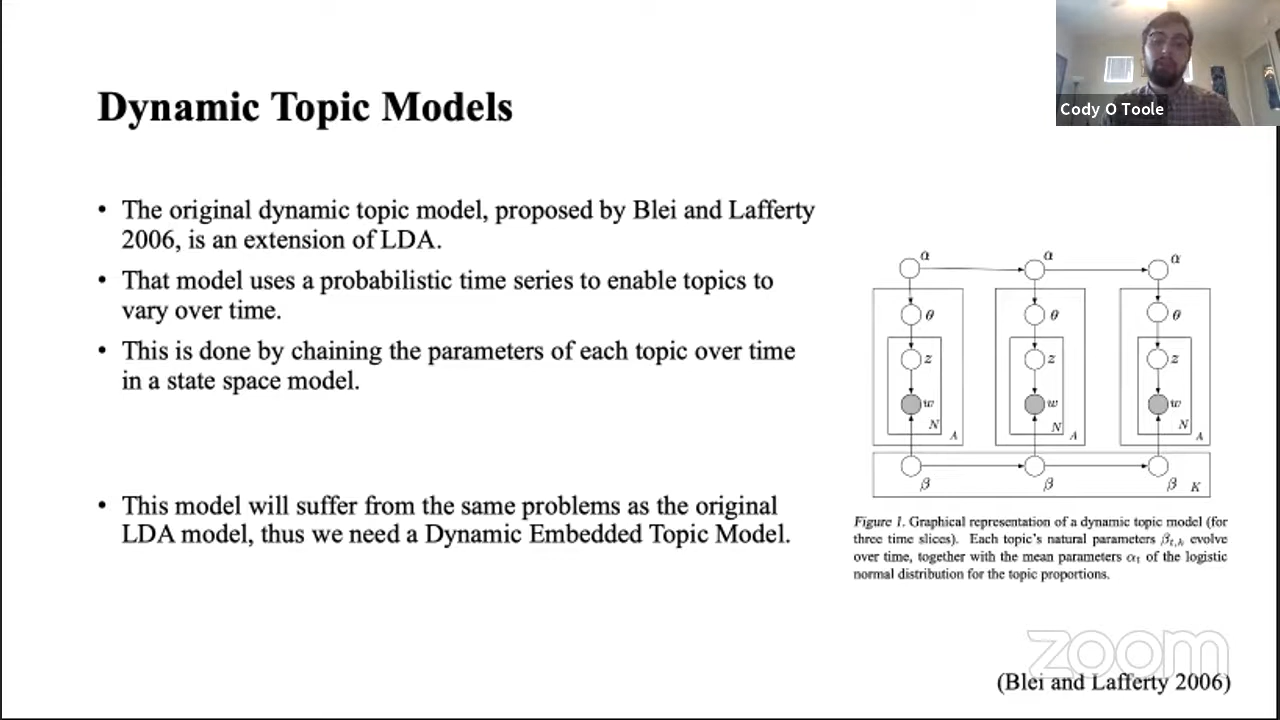 Cody O Toole
Dynamic Topic Models
• The original dynamic topic model, proposed by Blei and Lafferty
2006, is an extension of LDA.
• That model uses a probabilistic time series to enable topics to
vary over time.
• This is done by chaining the parameters of each topic over time
in a state space model.
• This model will suffer from the same problems as the original
LDA model, thus we need a Dynamic Embedded Topic Model.
α α α
θ θ θ
z z z
w w w
N N N
A A A
β β β K
Figure 1. Graphical representation of a dynamic topic model (for
three time slices). Each topic's natural parameters βt,k evolve
over time, together with the mean parameters αt of the logistic
normal distribution for the topic proportions.
zoom
(Blei and Lafferty 2006)